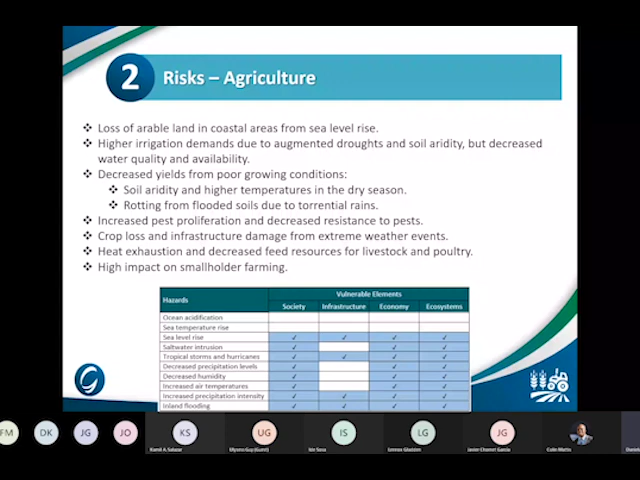 2
Risks – Agriculture
❖ Loss of arable land in coastal areas from sea level rise.
❖ Higher irrigation demands due to augmented droughts and soil aridity, but decreased
water quality and availability.
❖ Decreased yields from poor growing conditions:
❖ Soil aridity and higher temperatures in the dry season.
❖ Rotting from flooded soils due to torrential rains.
❖ Increased pest proliferation and decreased resistance to pests.
❖ Crop loss and infrastructure damage from extreme weather events.
❖ Heat exhaustion and decreased feed resources for livestock and poultry.
❖ High impact on smallholder farming.
Hazards Vulnerable Elements
Society Infrastructure Economy Ecosystems
Ocean acidification
Sea temperature rise
Sea level rise ✓ ✓ ✓ ✓
Saltwater intrusion ✓ ✓ ✓
Tropical storms and hurricanes ✓ ✓ ✓ ✓
Decreased precipitation levels ✓ ✓ ✓
Decreased humidity ✓ ✓ ✓
Increased air temperatures ✓ ✓ ✓
Increased precipitation intensity ✓ ✓ ✓ ✓
Inland flooding ✓ ✓ ✓ ✓
FM DK JG JO KS UG IS LG JG
Kamil A. Salazar (Guest) Colin Mattis